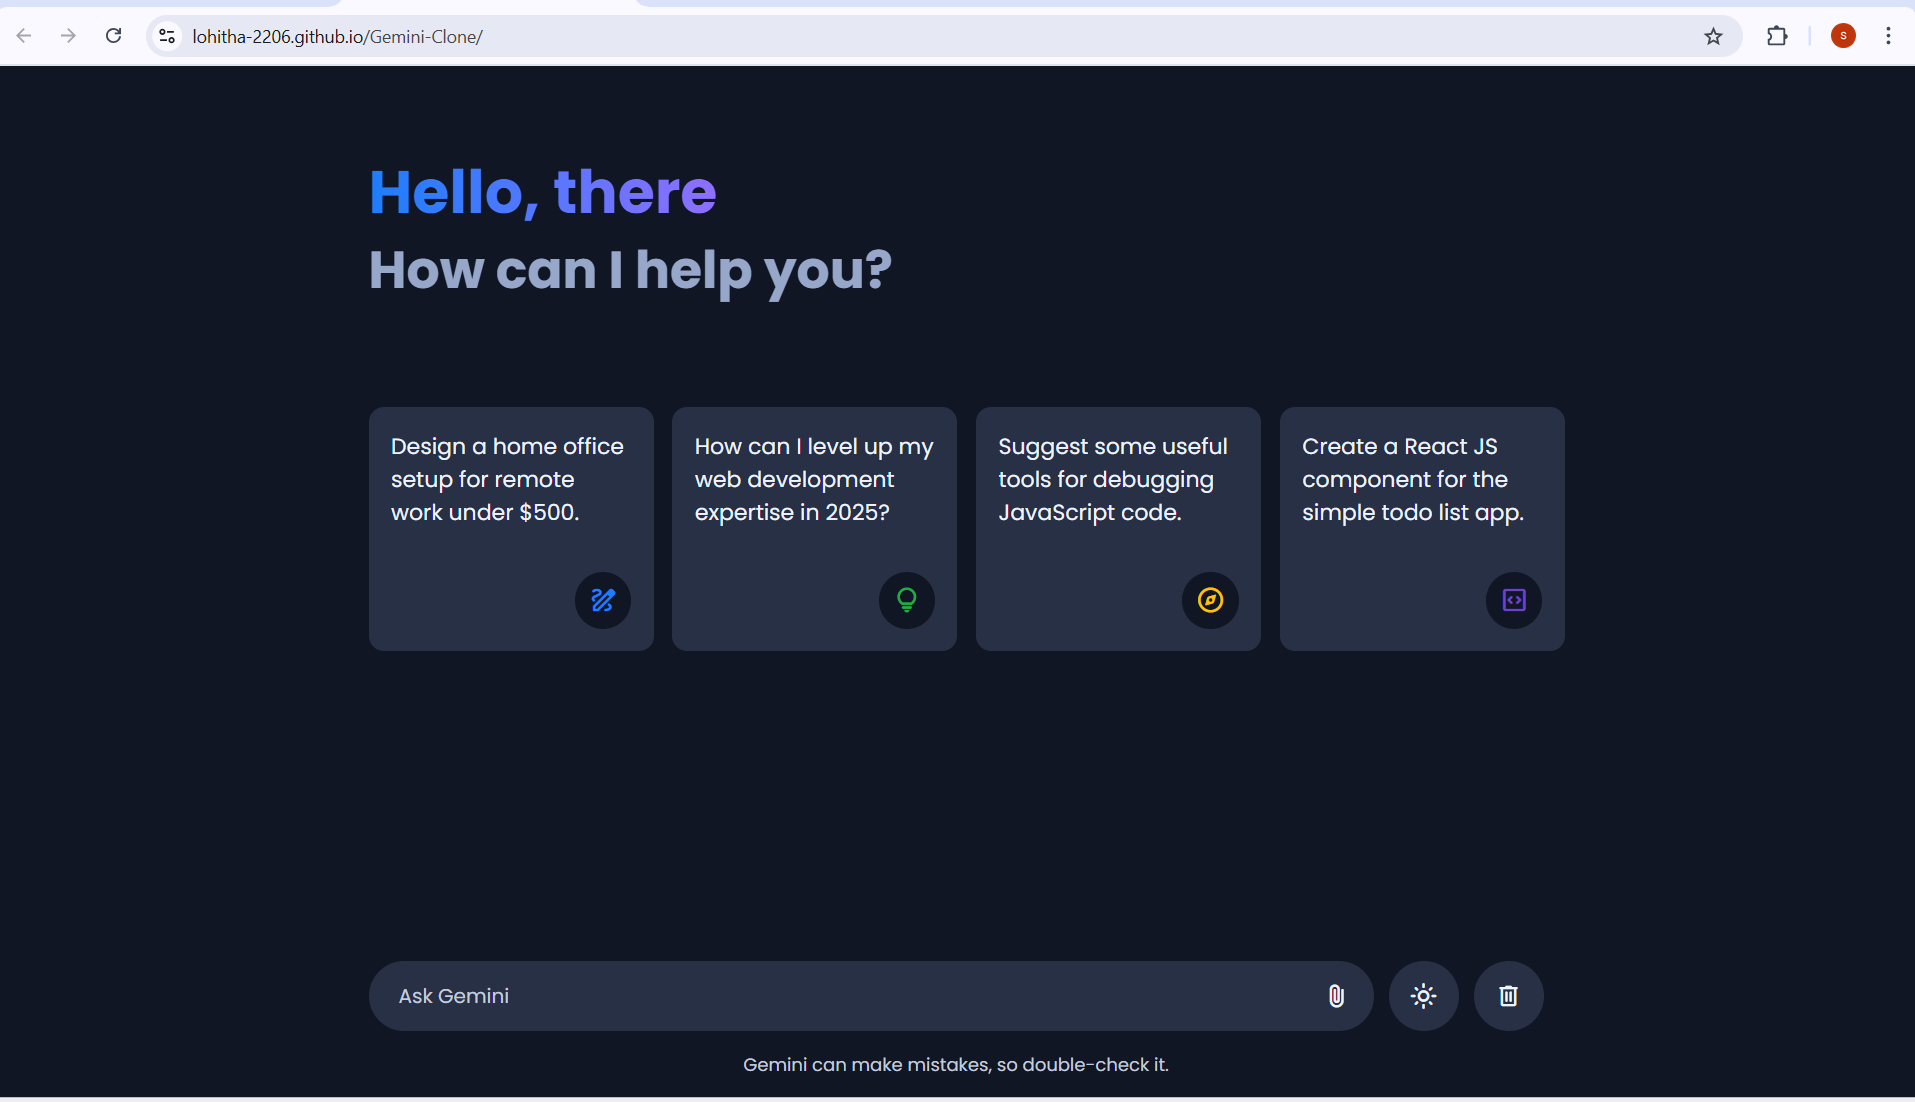 lohitha-2206.github.io/Gemini-Clone/
S
Hello, there
How can I help you?
Design a home office
setup for remote
work under $500.
How can I level up my
web development
expertise in 2025?
Suggest some useful
tools for debugging
JavaScript code.
Create a React JS
component for the
simple todo list app.
Ask Gemini
Gemini can make mistakes, so double-check it.